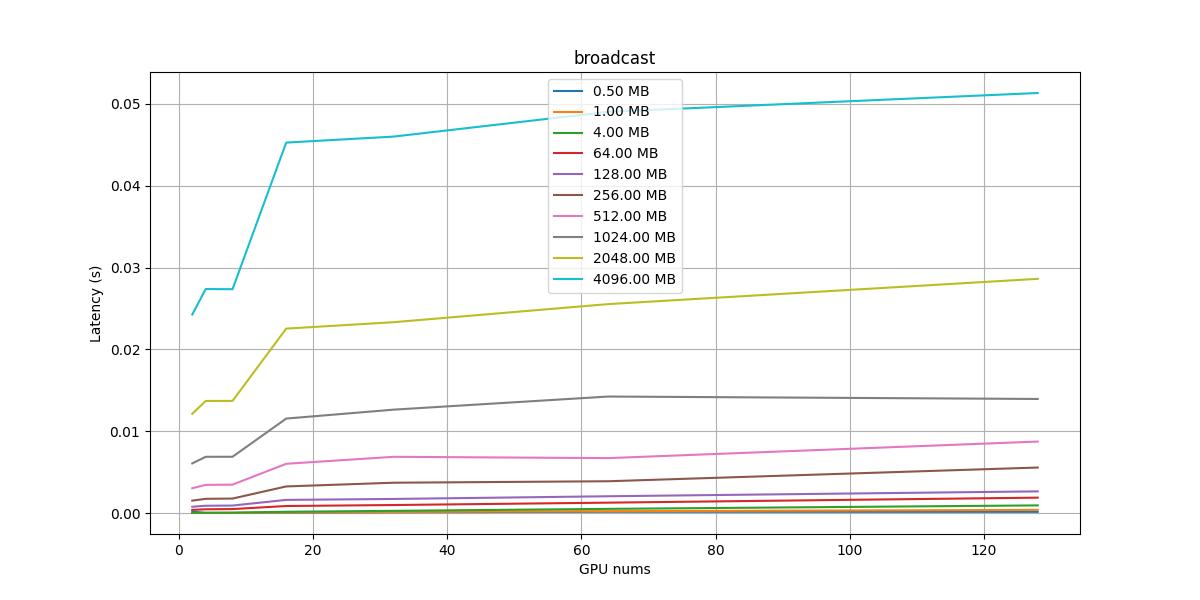 broadcast
0.50 MB
1.00 MB
4.00 MB
64.00 MB
128.00 MB
256.00 MB
512.00 MB
1024.00 MB
2048.00 MB
4096.00 MB
Latency (s)
0.05
0.04
0.03
0.02
0.01
0.00
0 20 40 60 80 100 120
GPU nums